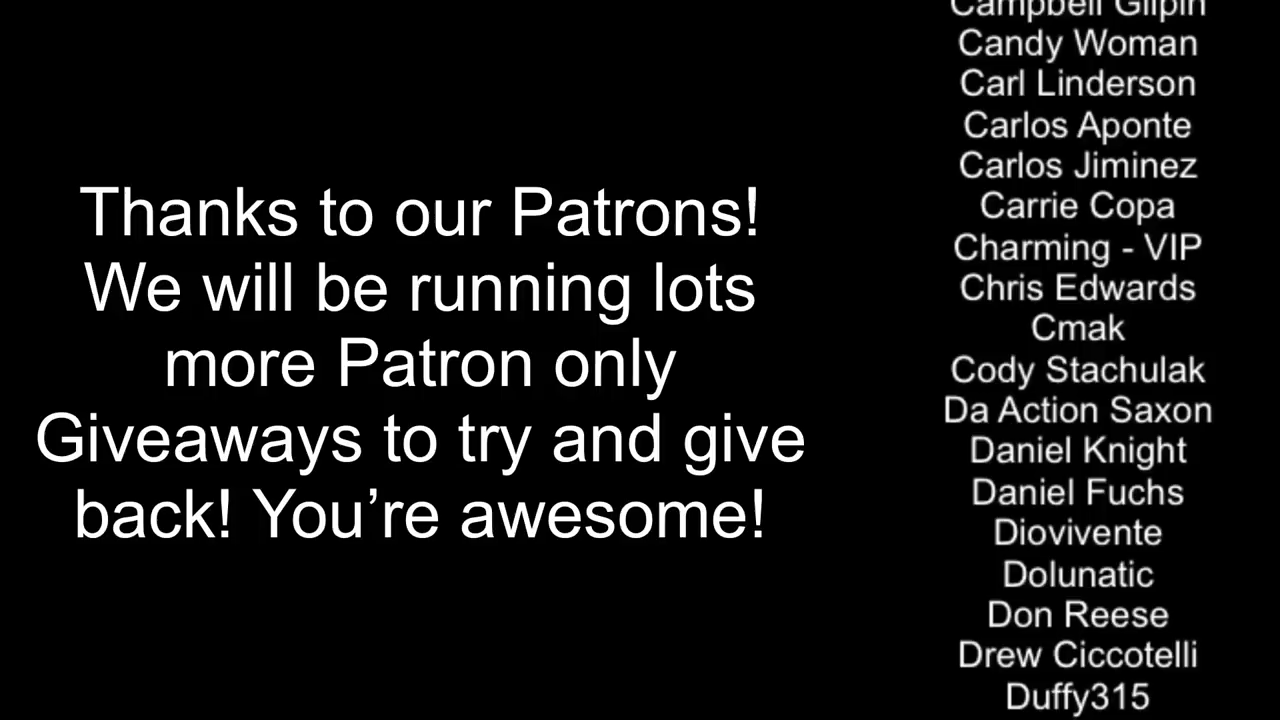 Thanks to our Patrons!
We will be running lots
more Patron only
Giveaways to try and give
back! You’re awesome!
Campbell Gilpin
Candy Woman
Carl Linderson
Carlos Aponte
Carlos Jiminez
Carrie Copa
Charming - VIP
Chris Edwards
Cmak
Cody Stachulak
Da Action Saxon
Daniel Knight
Daniel Fuchs
Diovivente
Dolunatic
Don Reese
Drew Ciccotelli
Duffy315